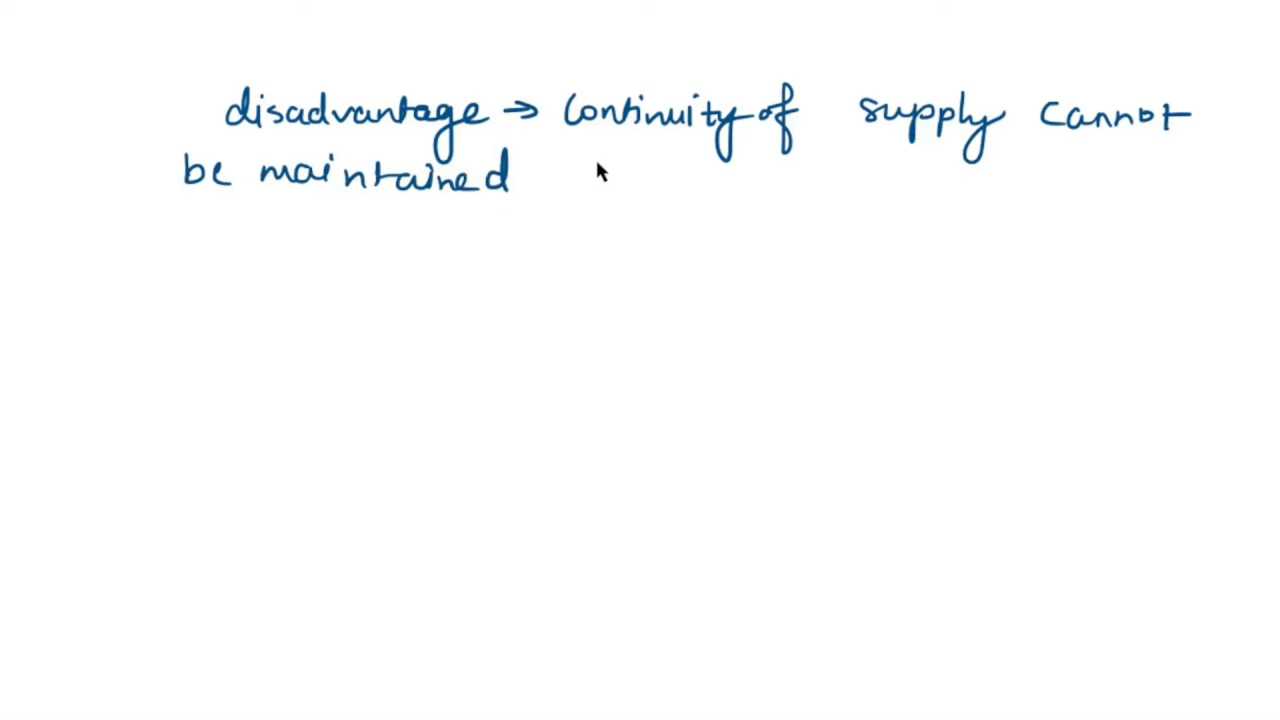 disadvantage → continuity of supply cannot
be maintained